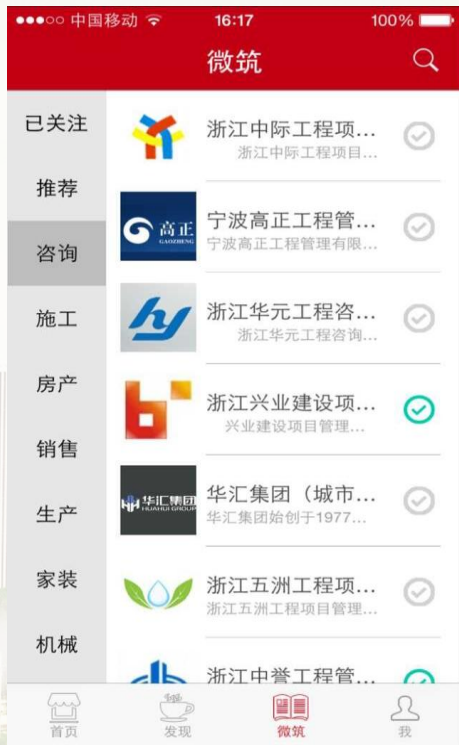 中国移动 16:17 100%
微筑
已关注
推荐
咨询
施工
房产
销售
生产
家装
机械
浙江中际工程项...
浙江中际工程项目...
高正
GAOZHENG
宁波高正工程管...
宁波高正工程管理有限...
hy
浙江华元工程咨...
浙江华元工程咨询...
浙江兴业建设项...
兴业建设项目管理...
华汇集团
HUAHUI GROUP
华汇集团（城市...
华汇集团始创于1977...
浙江五洲工程项...
浙江五洲工程项目管理...
浙江中誉工程管...
首页
发现
微筑
我